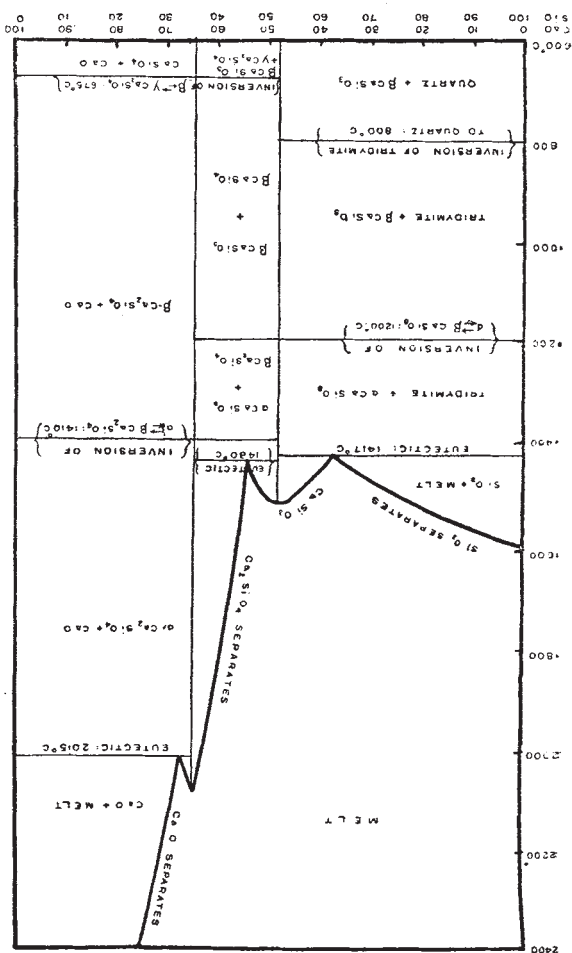 2400
2200
CaO SEPARATES
MELT
CaO + MELT
2000
EUTECTIC: 2015°C
1800
Ca₂SiO₄ SEPARATES
α Ca₂SiO₄ + CaO
1600
SiO₂ SEPARATES
CaSiO₃
SiO₂ + MELT
EUTECTIC: 1417°C
EUTECTIC
1430°C
INVERSION OF
α ⇌ β Ca₂SiO₄: 1410°
1400
TRIDYMITE + α CaSiO₃
α CaSiO₃
+
β Ca₂SiO₄
INVERSION OF
α ⇌ β CaSiO₃: 1200°C
1200
β-Ca₂SiO₄ + CaO
1000
TRIDYMITE + β CaSiO₃
β CaSiO₃
+
β CaSiO₄
INVERSION OF TRIDYMITE
TO QUARTZ: 800°C
800
QUARTZ + β CaSiO₃
INVERSION OF
β ⇌ γ Ca₂SiO₄: 675°C
β CaSiO₃
+ γ Ca₂SiO₄
CaSiO₄ + CaO
600°C
CaO 0 10 20 30 40 50 60 70 80 90 100
SiO₂ 100 90 80 70 60 50 40 30 20 10 0